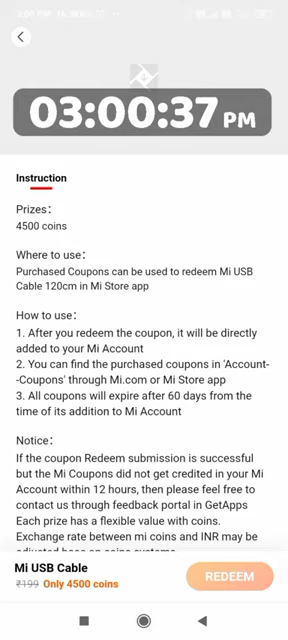 03:00:37 PM
Instruction
Prizes:
4500 coins
Where to use:
Purchased Coupons can be used to redeem Mi USB
Cable 120cm in Mi Store app
How to use:
1. After you redeem the coupon, it will be directly
added to your Mi Account
2. You can find the purchased coupons in 'Account-
-Coupons' through Mi.com or Mi Store app
3. All coupons will expire after 60 days from the
time of its addition to Mi Account
Notice:
If the coupon Redeem submission is successful
but the Mi Coupons did not get credited in your Mi
Account within 12 hours, then please feel free to
contact us through feedback portal in GetApps
Each prize has a flexible value with coins.
Exchange rate between mi coins and INR may be
Mi USB Cable
₹199 Only 4500 coins
REDEEM